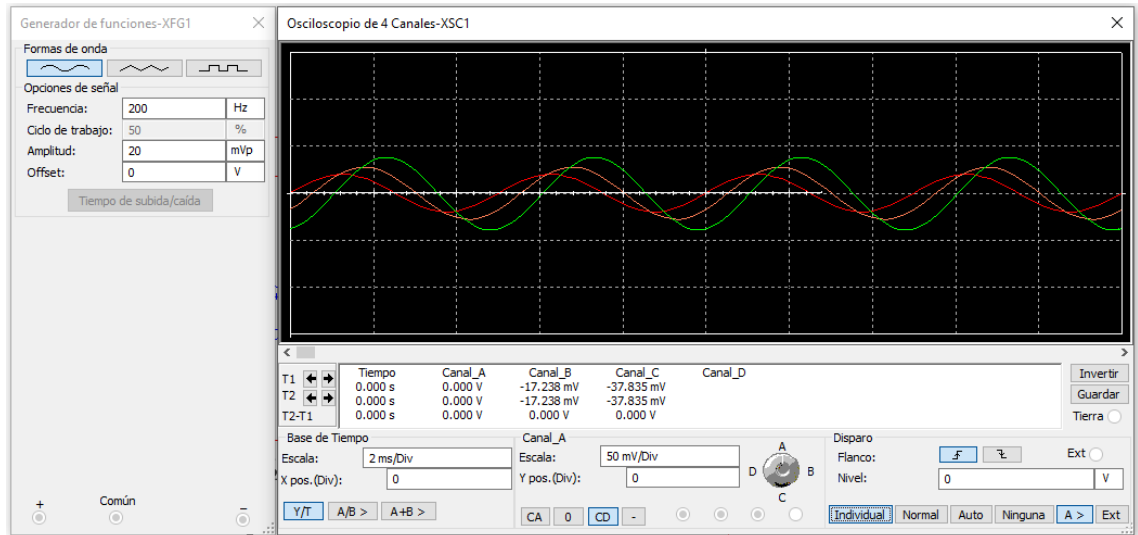 Generador de funciones-XFG1
Formas de onda
Opciones de señal
Frecuencia: 200 Hz
Ciclo de trabajo: 50 %
Amplitud: 20 mVp
Offset: 0 V
Tiempo de subida/caída
+ Común -
Osciloscopio de 4 Canales-XSC1
Tiempo Canal_A Canal_B Canal_C Canal_D
T1 0.000 s 0.000 V -17.238 mV -37.835 mV
T2 0.000 s 0.000 V -17.238 mV -37.835 mV
T2-T1 0.000 s 0.000 V 0.000 V 0.000 V
Invertir
Guardar
Tierra
Base de Tiempo
Escala: 2 ms/Div
X pos.(Div): 0
Y/T A/B > A+B >
Canal_A
Escala: 50 mV/Div
Y pos.(Div): 0
CA 0 CD -
A
D B
C
Disparo
Flanco: Ext
Nivel: 0 V
Individual Normal Auto Ninguna A > Ext